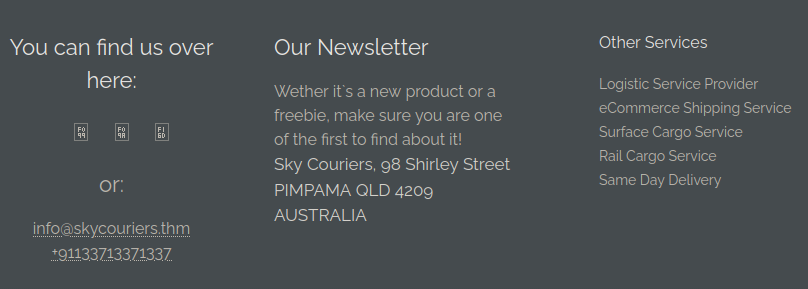 You can find us over
here:
or:
info@skycouriers.thm
+91133713371337
Our Newsletter
Wether it`s a new product or a
freebie, make sure you are one
of the first to find about it!
Sky Couriers, 98 Shirley Street
PIMPAMA QLD 4209
AUSTRALIA
Other Services
Logistic Service Provider
eCommerce Shipping Service
Surface Cargo Service
Rail Cargo Service
Same Day Delivery